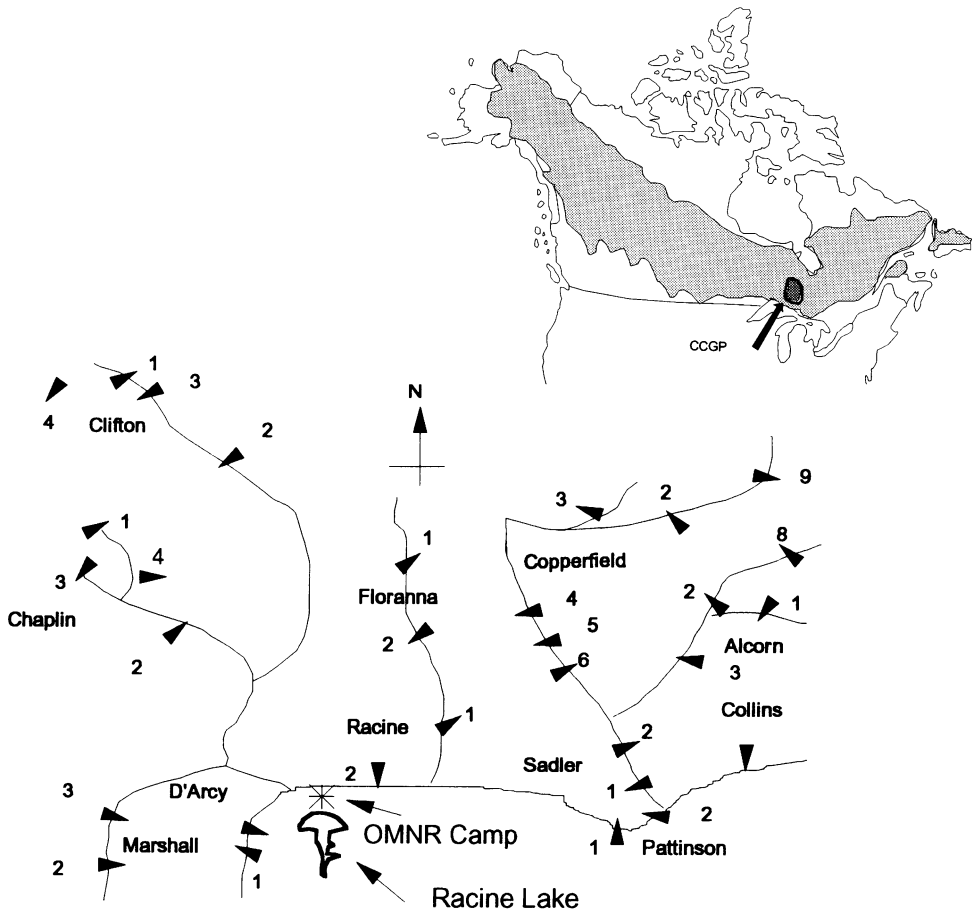 CCGP
N
1
3
4
Clifton
2
3
2
9
1
4
3
Chaplin
2
1
Floranna
2
Copperfield
8
4
2
1
5
Alcorn
6
3
Collins
1
Racine
2
Sadler
2
1
2
3
D'Arcy
OMNR Camp
Marshall
1
Pattinson
2
1
Racine Lake